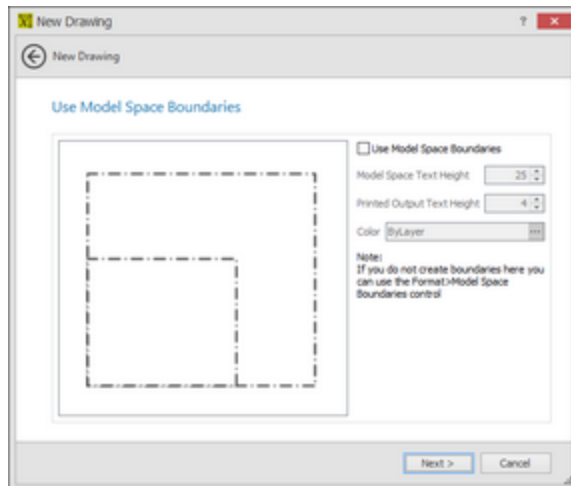 New Drawing
?
New Drawing
Use Model Space Boundaries
Use Model Space Boundaries
Model Space Text Height 25
Printed Output Text Height 4
Color ByLayer ...
Note:
If you do not create boundaries here you
can use the Format>Model Space
Boundaries control
Next >
Cancel